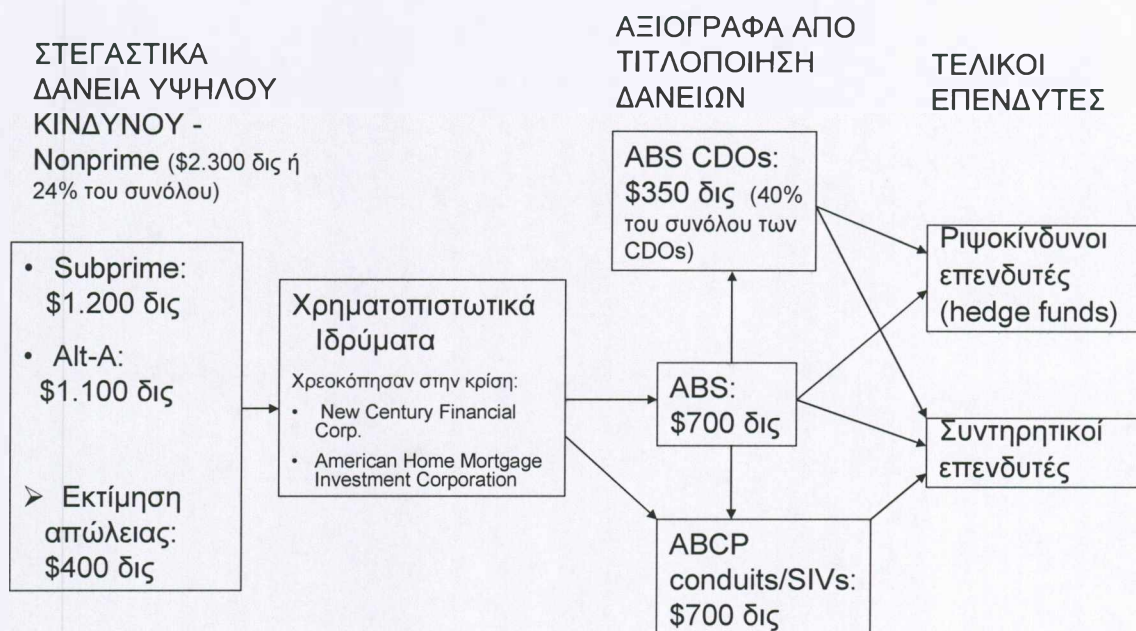 ΣΤΕΓΑΣΤΙΚΑ
ΔΑΝΕΙΑ ΥΨΗΛΟΥ
ΚΙΝΔΥΝΟΥ -
Nonprime ($2.300 δις ή
24% του συνόλου)
• Subprime:
$1.200 δις
• Alt-A:
$1.100 δις
➢ Εκτίμηση
απώλειας:
$400 δις
Χρηματοπιστωτικά
Ιδρύματα
Χρεοκόπησαν στην κρίση:
• New Century Financial
Corp.
• American Home Mortgage
Investment Corporation
ΑΞΙΟΓΡΑΦΑ ΑΠΟ
ΤΙΤΛΟΠΟΙΗΣΗ
ΔΑΝΕΙΩΝ
ABS CDOs:
$350 δις (40%
του συνόλου των
CDOs)
ABS:
$700 δις
ABCP
conduits/SIVs:
$700 δις
ΤΕΛΙΚΟΙ
ΕΠΕΝΔΥΤΕΣ
Ριψοκίνδυνοι
επενδυτές
(hedge funds)
Συντηρητικοί
επενδυτές